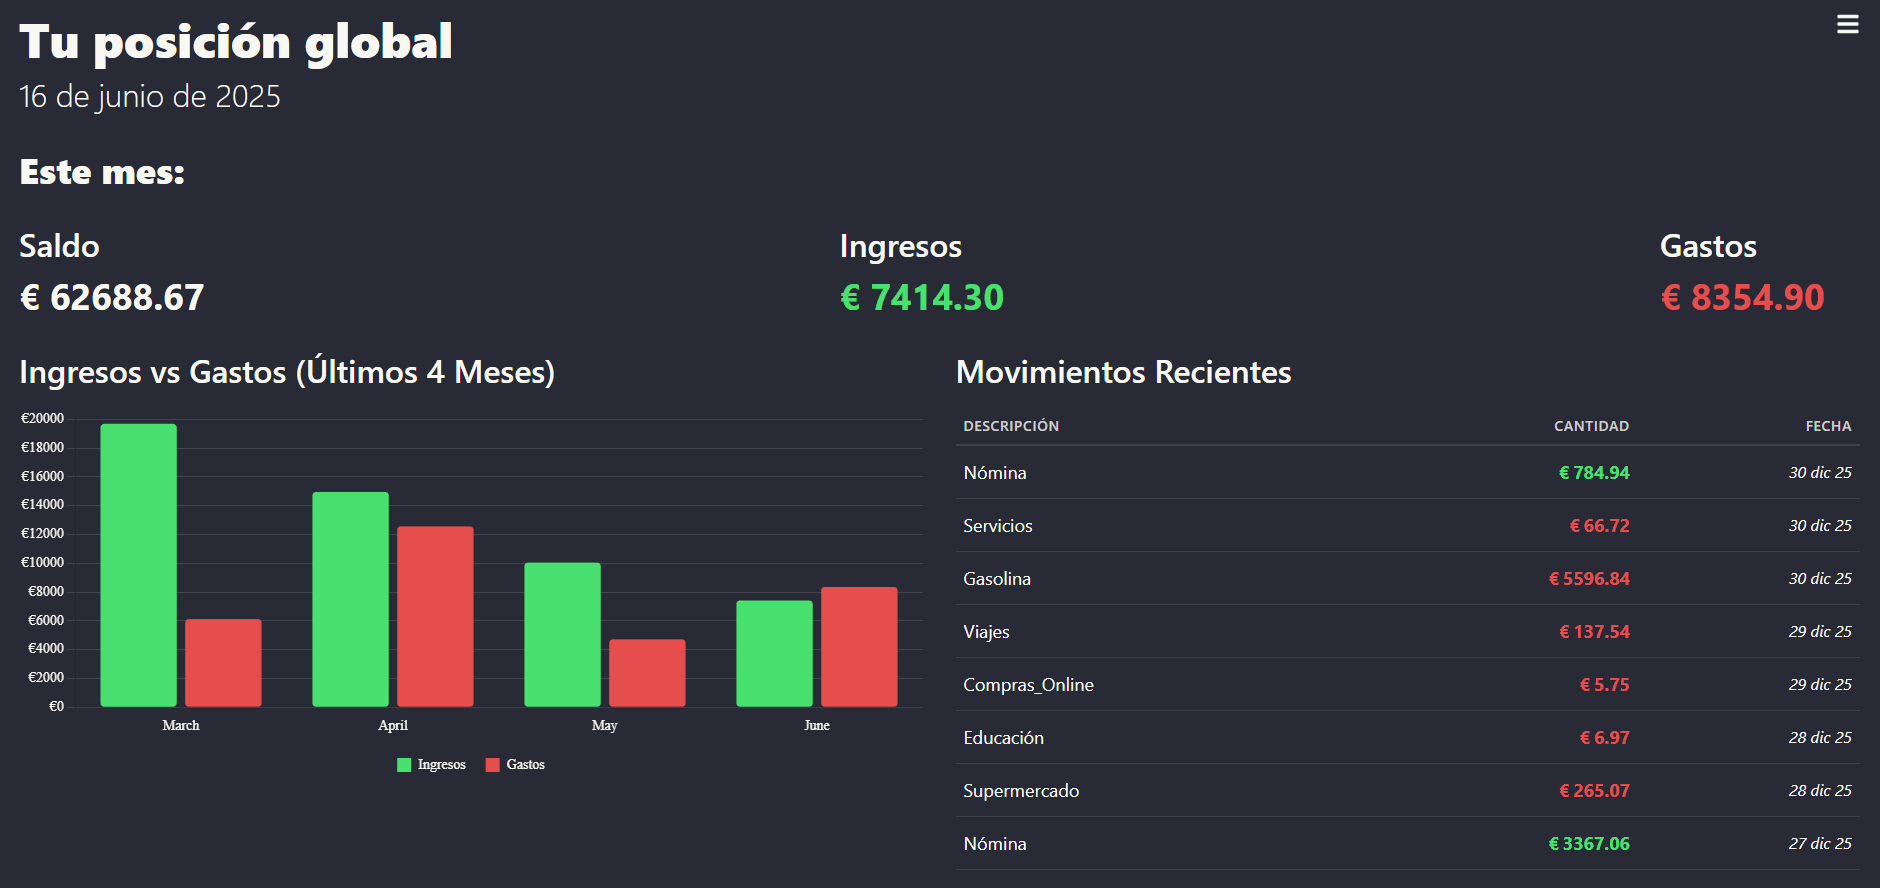 Tu posición global
16 de junio de 2025
Este mes:
Saldo
€ 62688.67
Ingresos
€ 7414.30
Gastos
€ 8354.90
Ingresos vs Gastos (Últimos 4 Meses)
€20000
€18000
€16000
€14000
€12000
€10000
€8000
€6000
€4000
€2000
€0
March April May June
Ingresos Gastos
Movimientos Recientes
DESCRIPCIÓN CANTIDAD FECHA
Nómina € 784.94 30 dic 25
Servicios € 66.72 30 dic 25
Gasolina € 5596.84 30 dic 25
Viajes € 137.54 29 dic 25
Compras_Online € 5.75 29 dic 25
Educación € 6.97 28 dic 25
Supermercado € 265.07 28 dic 25
Nómina € 3367.06 27 dic 25